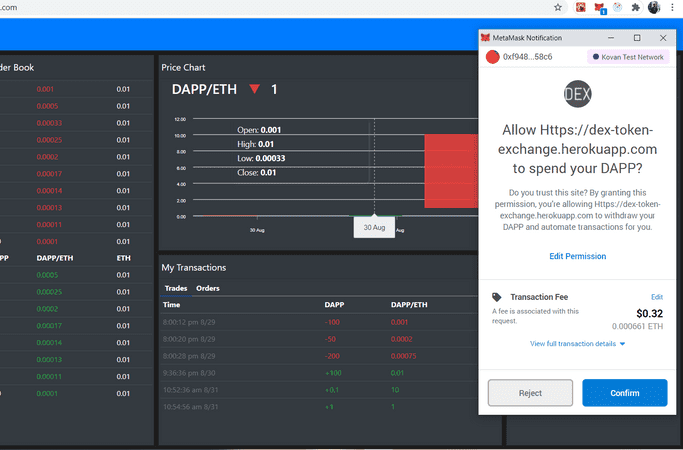 .com
1
der Book
0.001 0.01
0.0005 0.01
0.00033 0.01
0.00025 0.01
0.0002 0.01
0.00017 0.01
0.00014 0.01
0.00013 0.01
0.00011 0.01
0 0.0001 0.01
PP DAPP/ETH ETH
0.0005 0.01
0.00025 0.01
0.0002 0.01
0.00017 0.01
0.00014 0.01
0.00013 0.01
0.00011 0.01
0 0.0001 0.01
Price Chart
DAPP/ETH ▼ 1
12.00
10.00
8.00
6.00
4.00
2.00
0.00
Open: 0.001
High: 0.01
Low: 0.00033
Close: 0.01
30 Aug
30 Aug
Aug
My Transactions
Trades Orders
Time DAPP DAPP/ETH
8:00:12 pm 8/29 -100 0.001
8:00:20 pm 8/29 -50 0.0002
8:00:28 pm 8/29 -200 0.00075
9:36:36 pm 8/30 +100 0.01
10:52:36 am 8/31 +0.1 10
10:54:56 am 8/31 +1 1
MetaMask Notification
0xf948...58c6 Kovan Test Network
DEX
Allow Https://dex-token-
exchange.herokuapp.com
to spend your DAPP?
Do you trust this site? By granting this
permission, you're allowing Https://dex-token-
exchange.herokuapp.com to withdraw your
DAPP and automate transactions for you.
Edit Permission
Transaction Fee Edit
A fee is associated with this
request.
$0.32
0.000661 ETH
View full transaction details
Reject Confirm